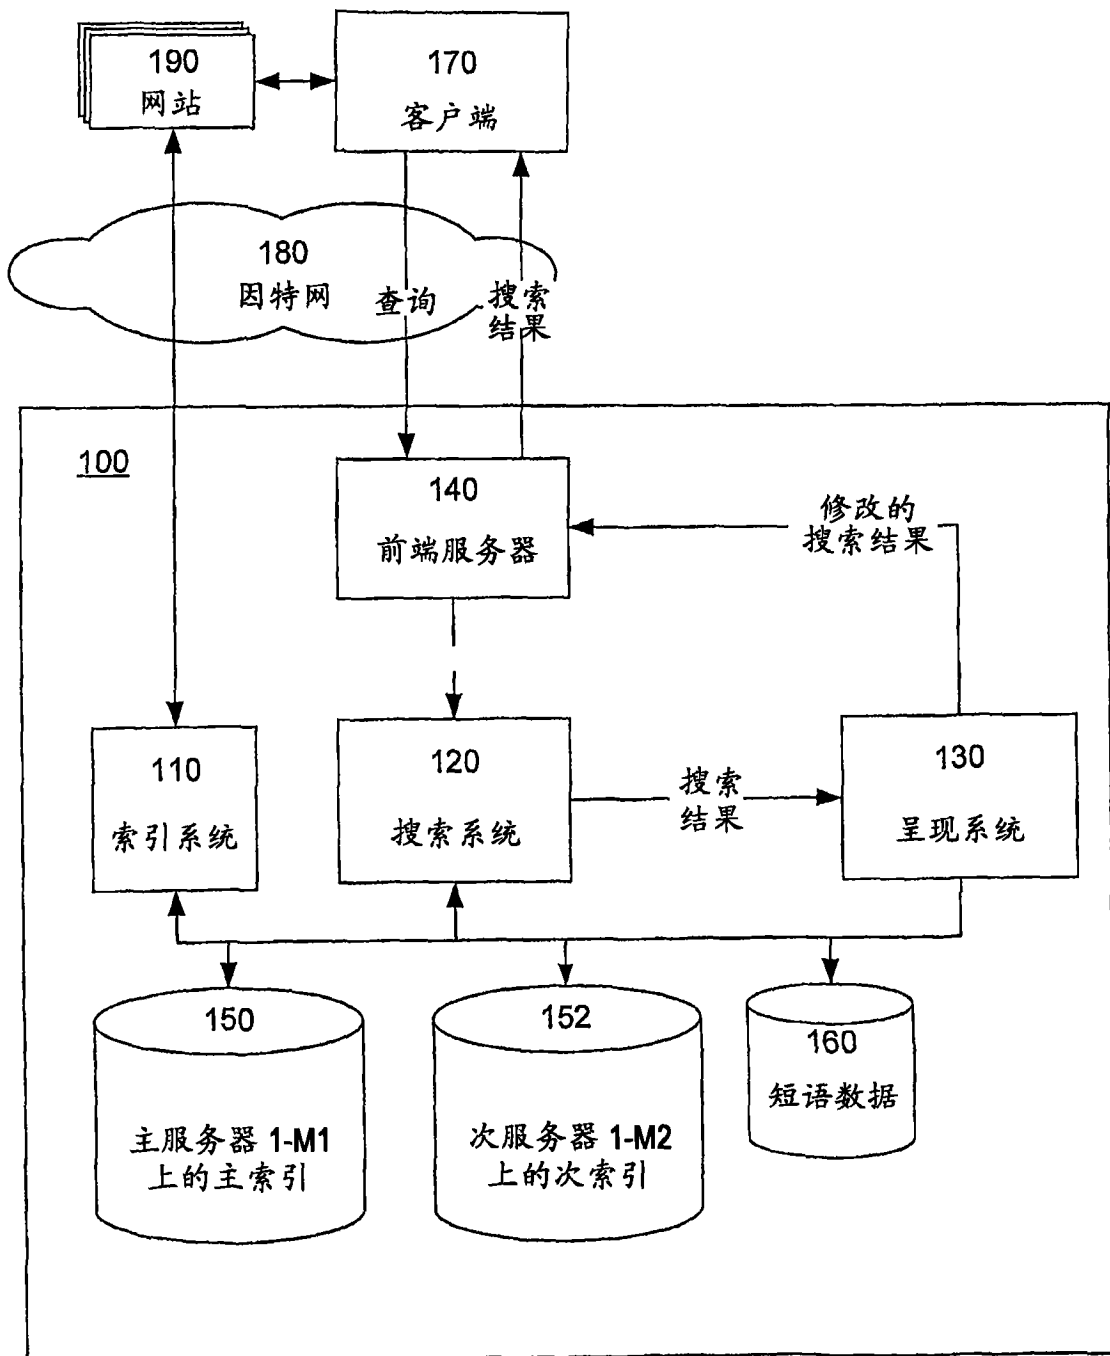 190
网站
170
客户端
180
因特网
查询
搜索
结果
100
140
前端服务器
修改的
搜索结果
110
索引系统
120
搜索系统
搜索
结果
130
呈现系统
150
主服务器 1-M1
上的主索引
152
次服务器 1-M2
上的次索引
160
短语数据